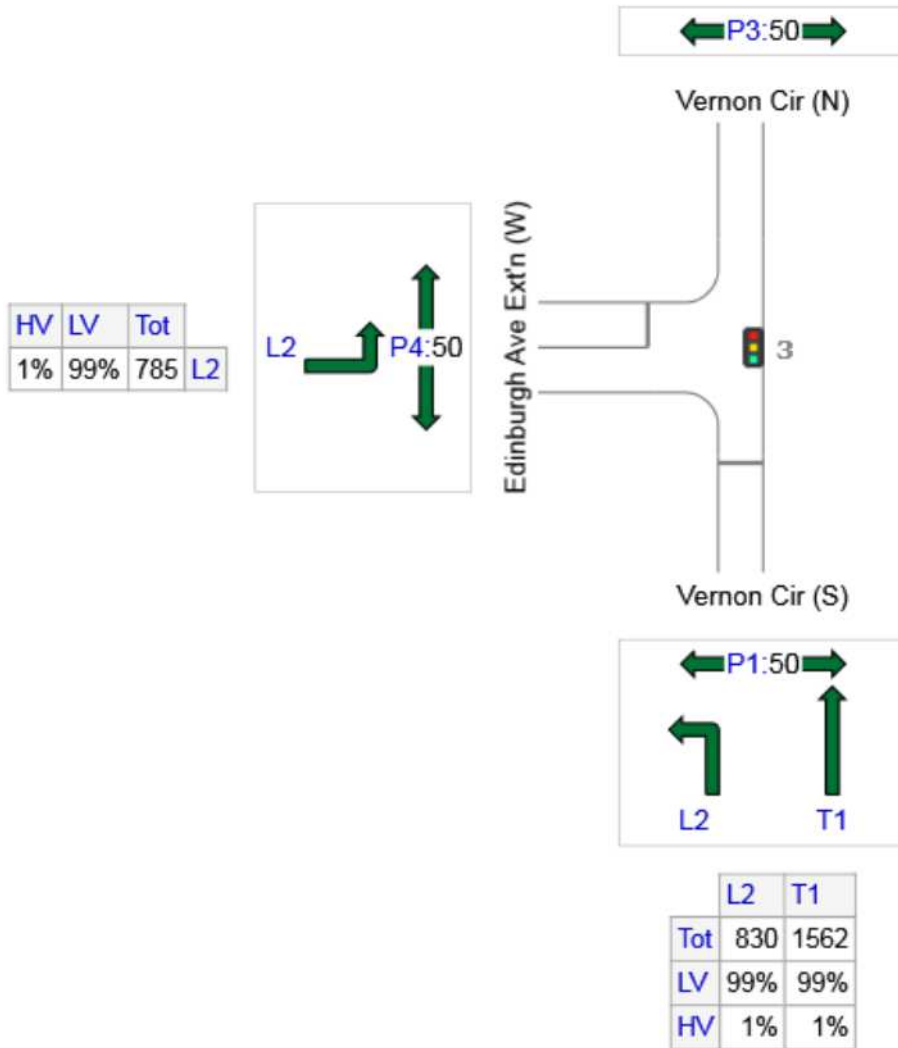 P3:50
Vernon Cir (N)
Edinburgh Ave Ext'n (W)
HV LV Tot
1% 99% 785 L2
L2 P4:50
3
Vernon Cir (S)
P1:50
L2 T1
L2 T1
Tot 830 1562
LV 99% 99%
HV 1% 1%